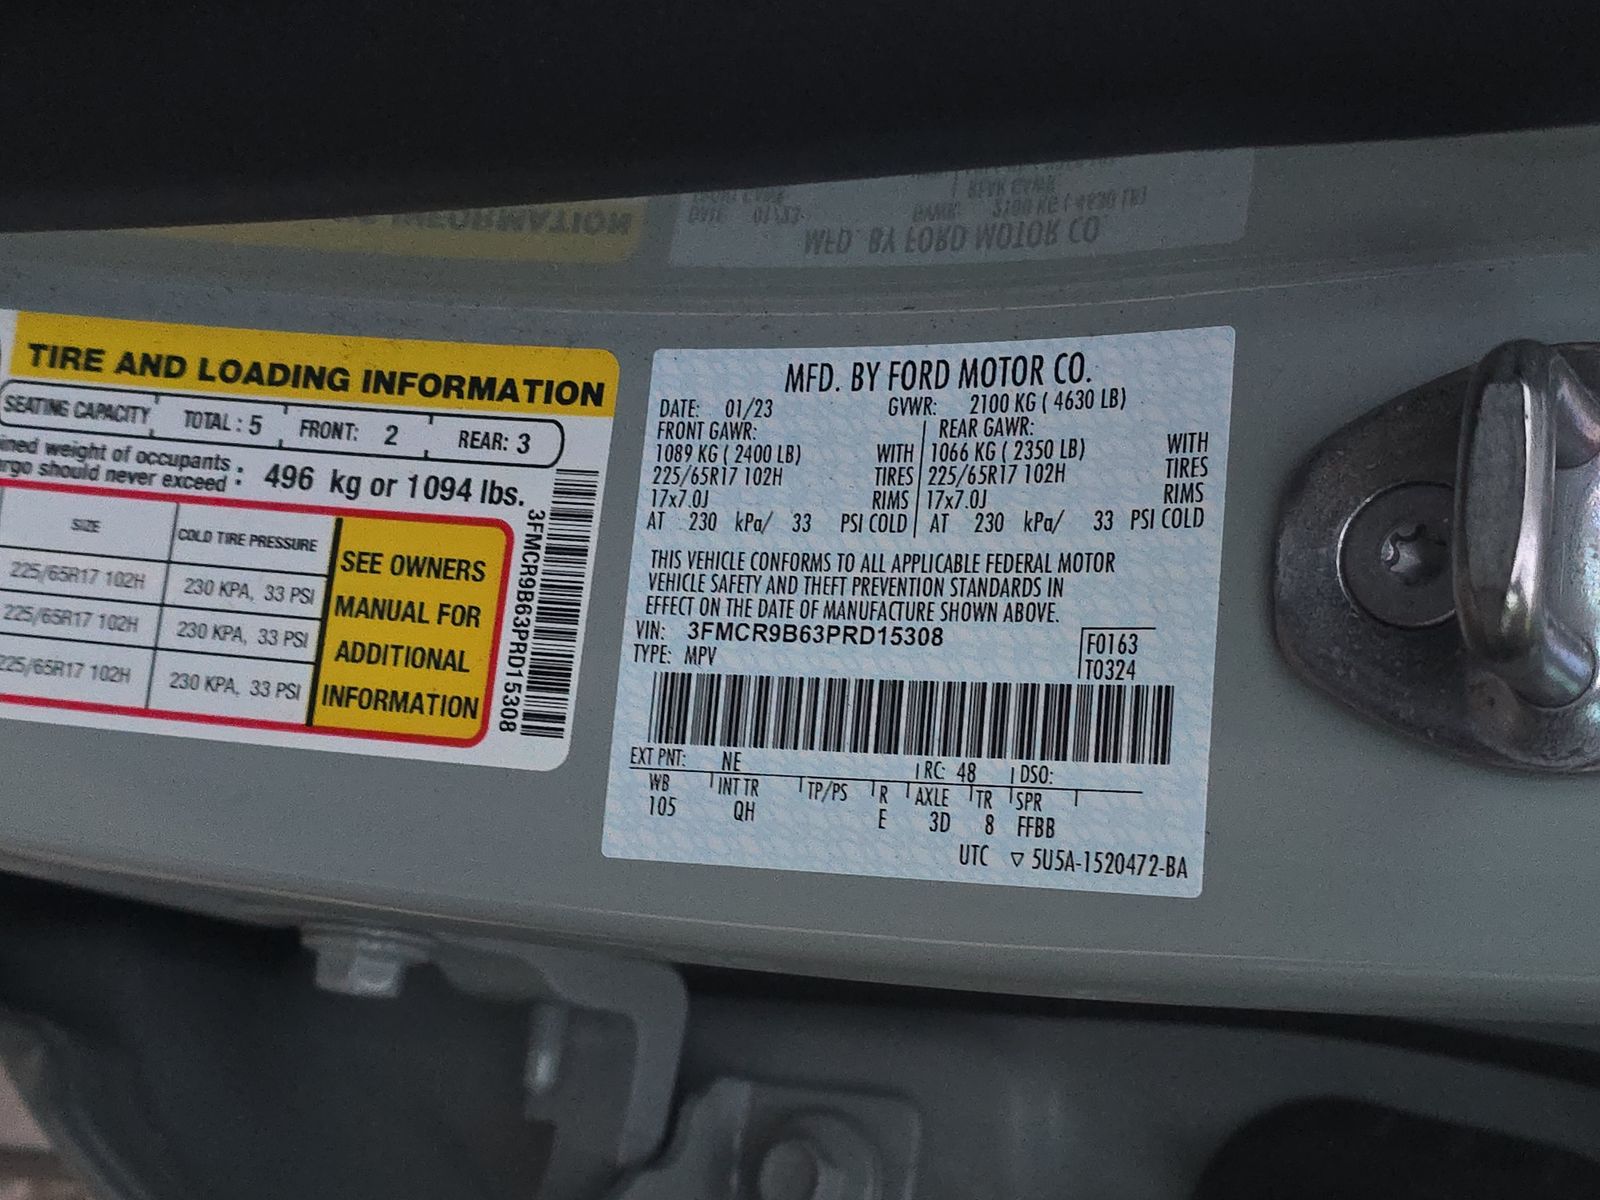 TIRE AND LOADING INFORMATION
SEATING CAPACITY TOTAL : 5 FRONT: 2 REAR: 3
weight of occupants :
should never exceed : 496 kg or 1094 lbs.
SIZE COLD TIRE PRESSURE
225/65R17 102H 230 KPA, 33 PSI
225/65R17 102H 230 KPA, 33 PSI
225/65R17 102H 230 KPA, 33 PSI
SEE OWNERS
MANUAL FOR
ADDITIONAL
INFORMATION
3FMCR9B63PRD15308
MFD. BY FORD MOTOR CO.
DATE: 01/23 GVWR: 2100 KG ( 4630 LB)
FRONT GAWR: REAR GAWR:
1089 KG ( 2400 LB) WITH 1066 KG ( 2350 LB) WITH
225/65R17 102H TIRES 225/65R17 102H TIRES
17x7.0J RIMS 17x7.0J RIMS
AT 230 kPa/ 33 PSI COLD AT 230 kPa/ 33 PSI COLD
THIS VEHICLE CONFORMS TO ALL APPLICABLE FEDERAL MOTOR
VEHICLE SAFETY AND THEFT PREVENTION STANDARDS IN
EFFECT ON THE DATE OF MANUFACTURE SHOWN ABOVE.
VIN: 3FMCR9B63PRD15308 F0163
TYPE: MPV T0324
EXT PNT: NE RC: 48 DSO:
WB INT TR TP/PS R AXLE TR SPR
105 QH E 3D 8 FFBB
UTC ▽ 5U5A-1520472-BA